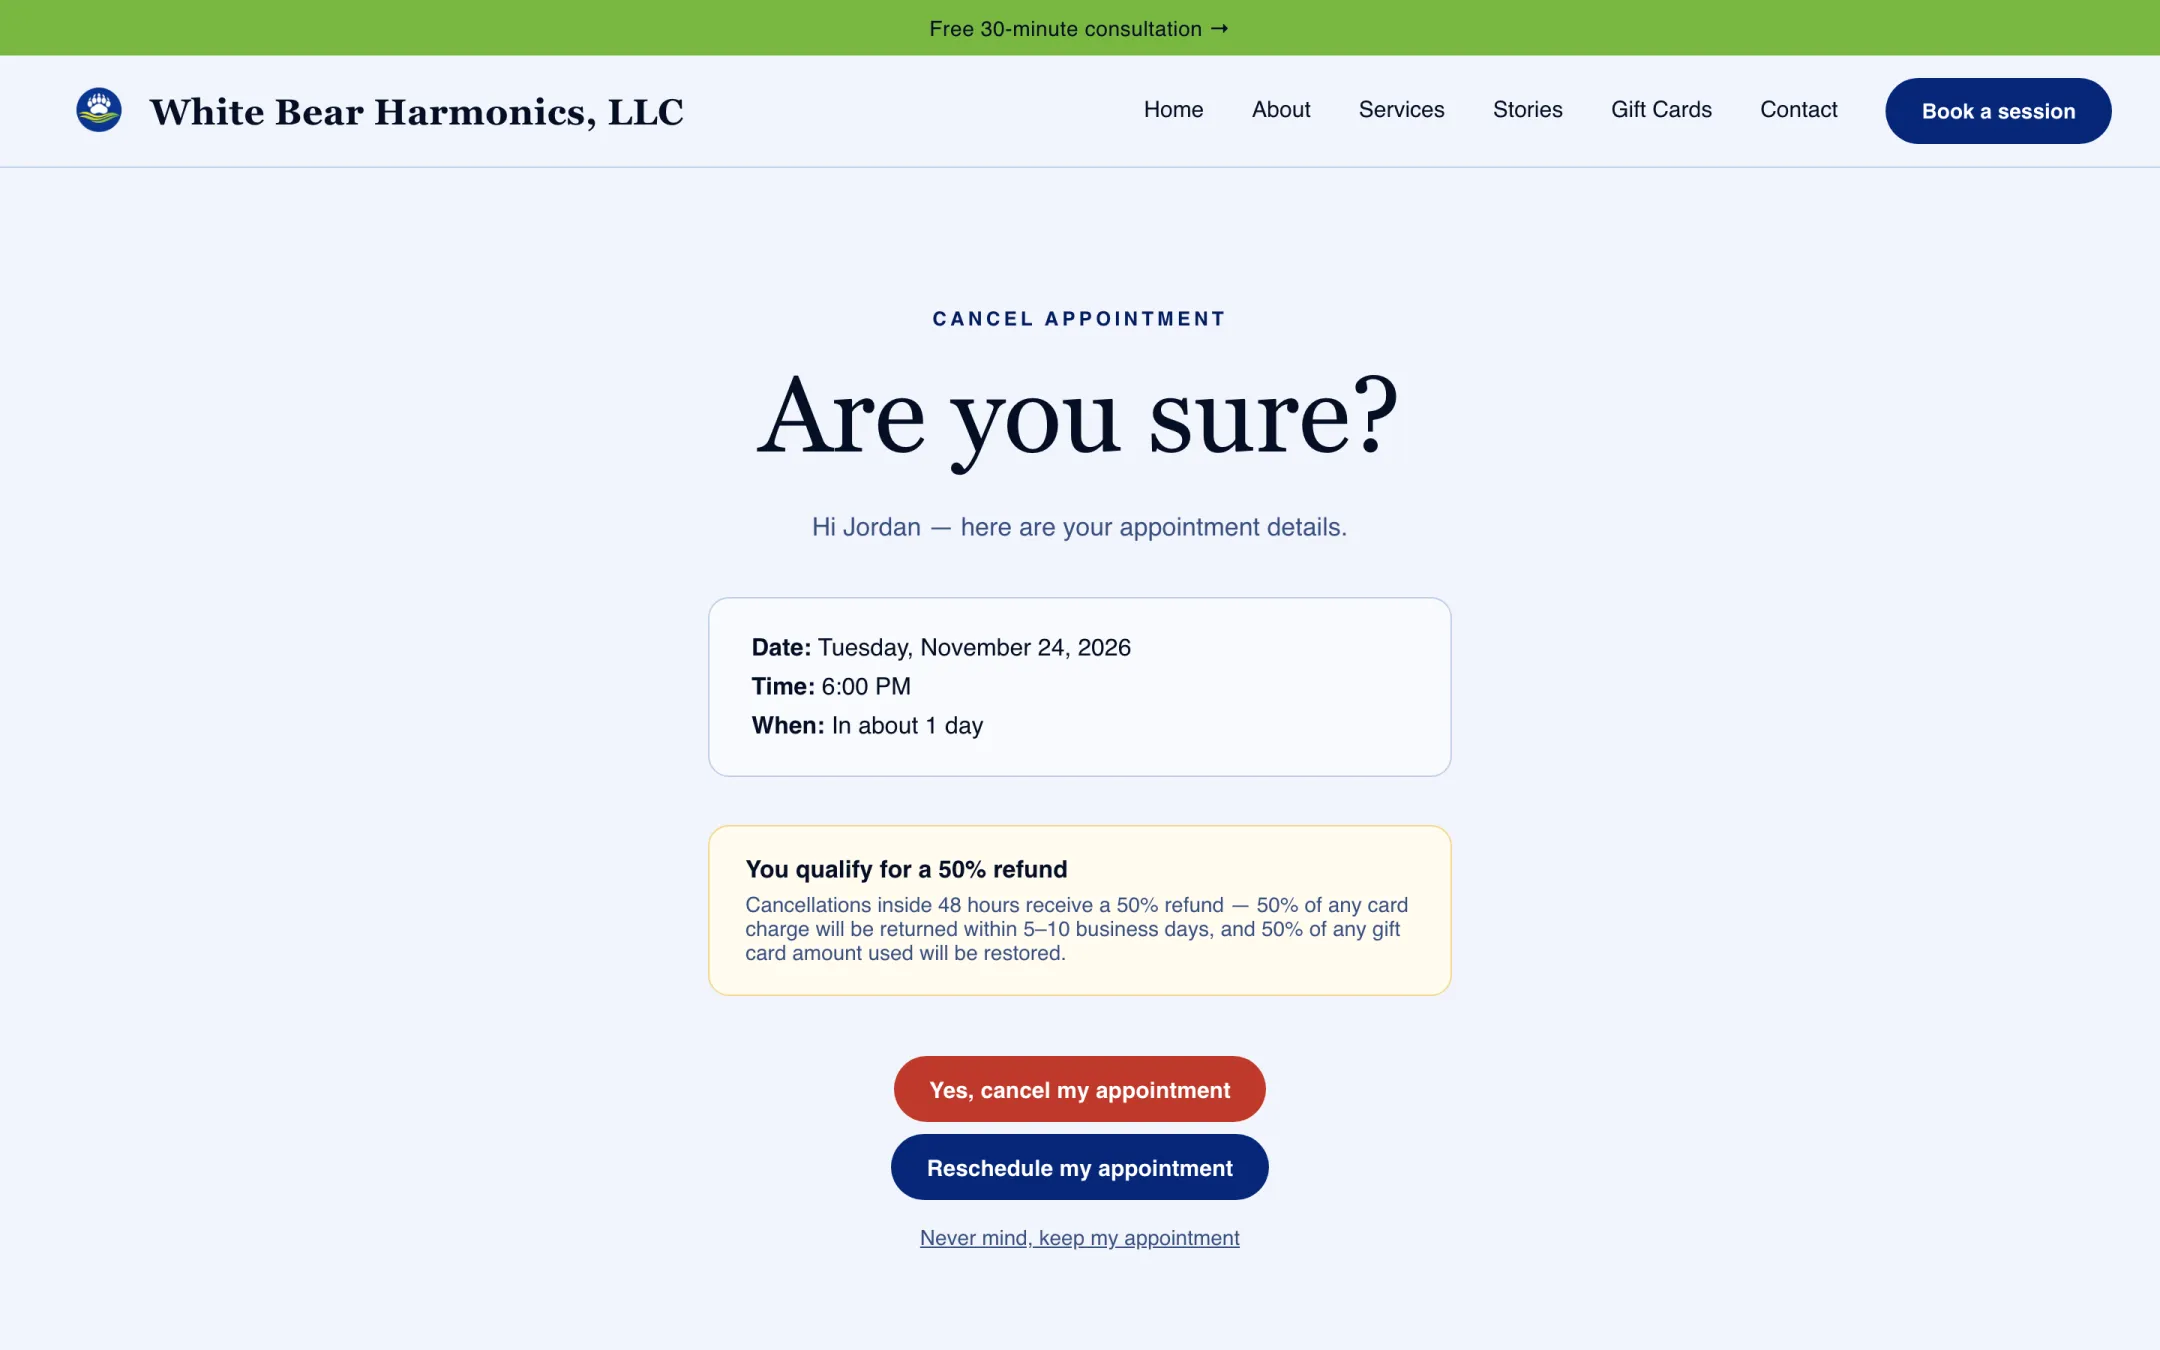 Free 30-minute consultation →
White Bear Harmonics, LLC
Home About Services Stories Gift Cards Contact Book a session
CANCEL APPOINTMENT
Are you sure?
Hi Jordan — here are your appointment details.
Date: Tuesday, November 24, 2026
Time: 6:00 PM
When: In about 1 day
You qualify for a 50% refund
Cancellations inside 48 hours receive a 50% refund — 50% of any card
charge will be returned within 5–10 business days, and 50% of any gift
card amount used will be restored.
Yes, cancel my appointment
Reschedule my appointment
Never mind, keep my appointment